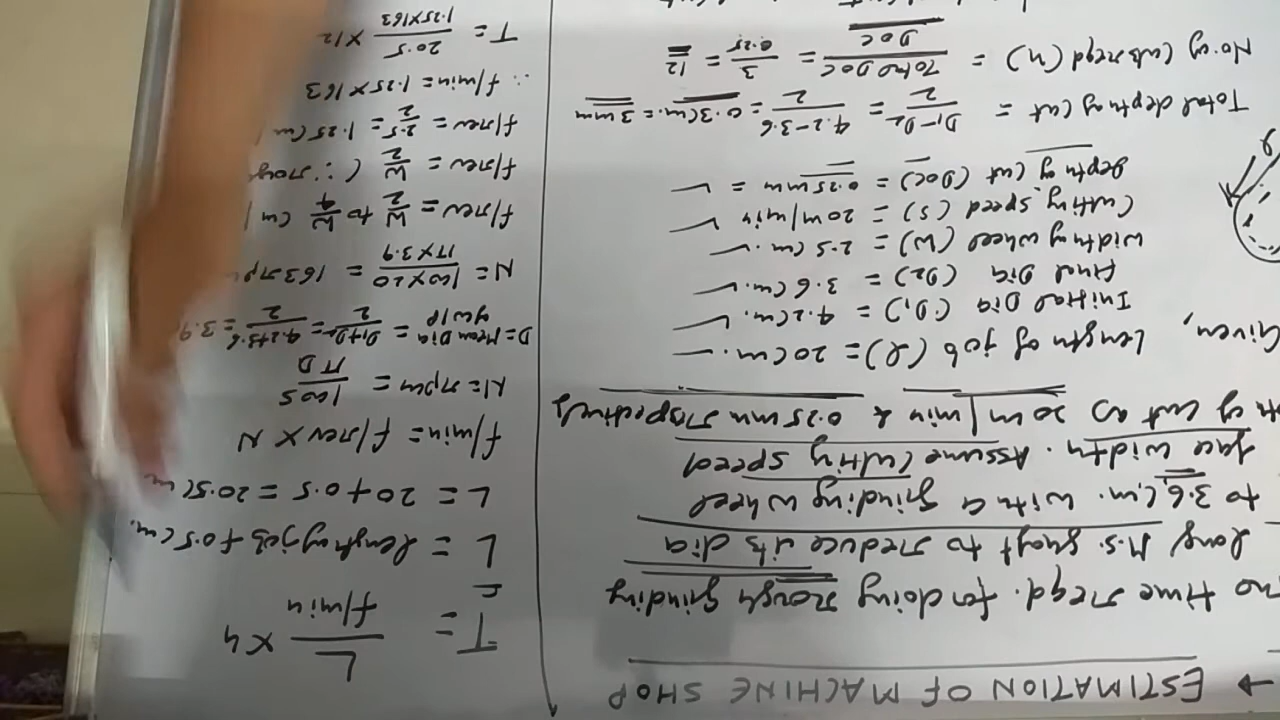 → ESTIMATION OF MACHINE SHOP
no time reqd. for doing rough grinding
long M.S. shaft to reduce its dia
to 3.6 cm. with a grinding wheel
face width. Assume cutting speed
of cut as 20m/min & 0.25 mm respectively
Given, Length of job (l) = 20 cm.
Initial Dia (D₁) = 4.2 cm.
final Dia (D₂) = 3.6 cm.
width of wheel (W) = 2.5 cm.
Cutting speed (S) = 20 m/min
Depth of cut (DOC) = 0.25 mm =
Total depth of cut = D₁-D₂/2 = 4.2-3.6/2 = 0.3 cm. = 3 mm
No. of cuts reqd (n) = Total DOC/DOC = 3/0.25 = 12
T = L/f/min × n
L = length of job + 0.5 cm.
L = 20 + 0.5 = 20.5 cm
f/min = f/rev × N
N = rpm = 100S/πD
D = Mean Dia of w/p = D₁+D₂/2 = 4.2+3.6/2 = 3.9
N = 100×20/π×3.9 = 163 rpm
f/rev = W/2 to W/4 cm
f/rev = W/2 (∵ rough
f/rev = 2.5/2 = 1.25 cm
∴ f/min = 1.25 × 163
T = 20.5/1.25×163 × 12